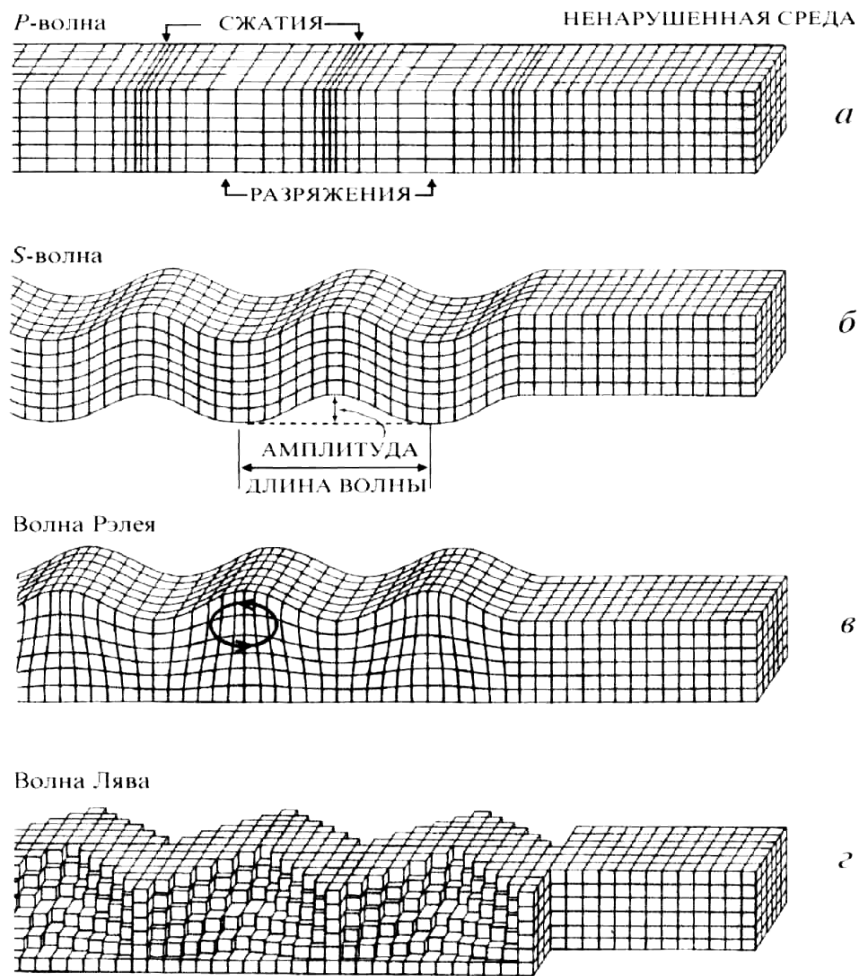 P-волна СЖАТИЯ НЕНАРУШЕННАЯ СРЕДА
а
РАЗРЯЖЕНИЯ
S-волна
б
АМПЛИТУДА
ДЛИНА ВОЛНЫ
Волна Рэлея
в
Волна Лява
г